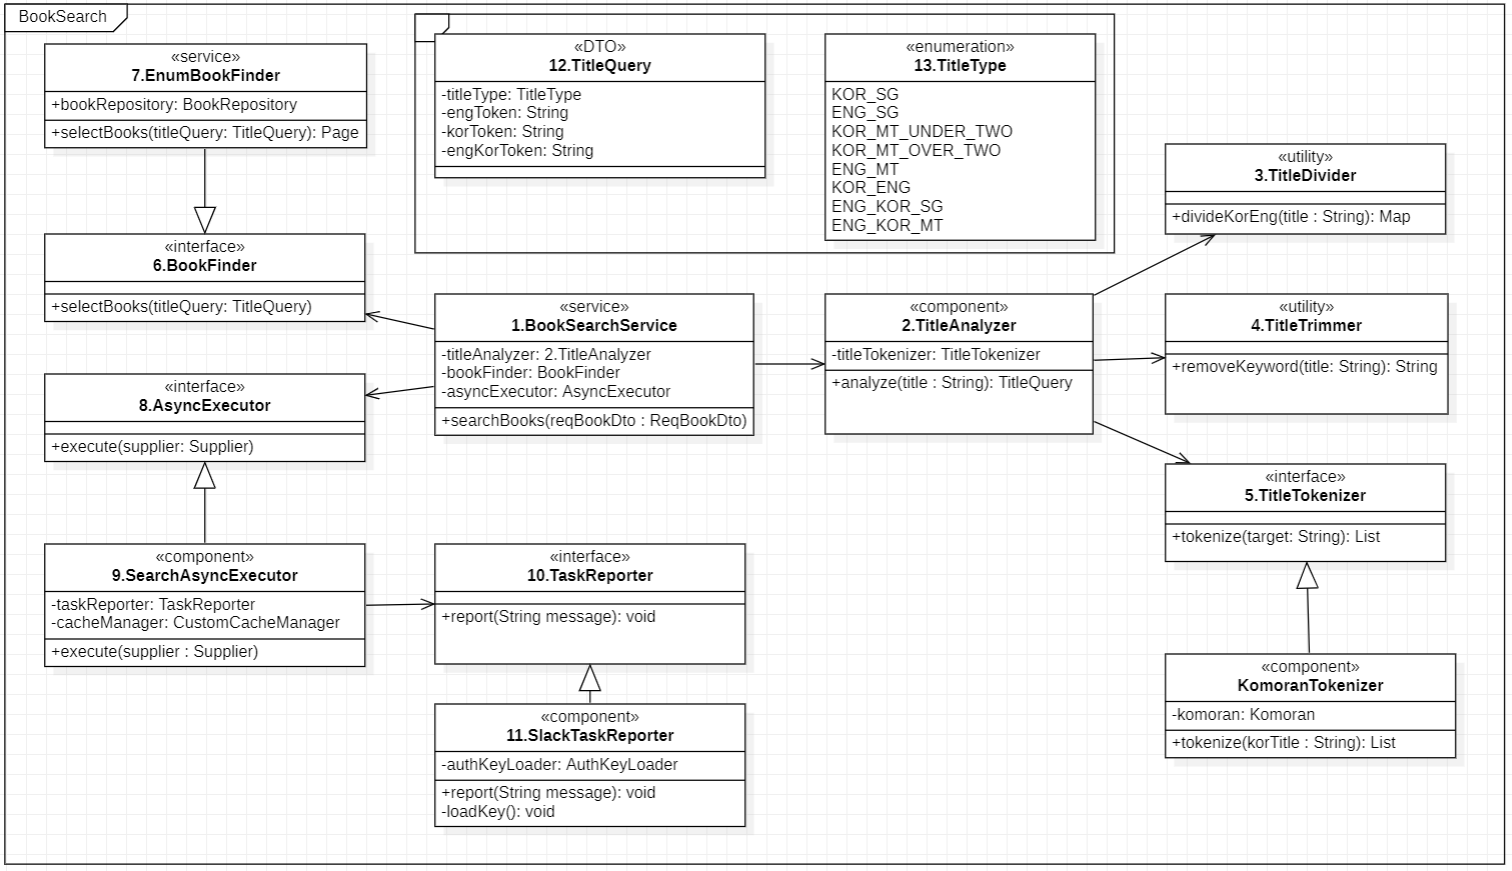 BookSearch
«service»
7.EnumBookFinder
+bookRepository: BookRepository
+selectBooks(titleQuery: TitleQuery): Page
«DTO»
12.TitleQuery
-titleType: TitleType
-engToken: String
-korToken: String
-engKorToken: String
«enumeration»
13.TitleType
KOR_SG
ENG_SG
KOR_MT_UNDER_TWO
KOR_MT_OVER_TWO
ENG_MT
KOR_ENG
ENG_KOR_SG
ENG_KOR_MT
«utility»
3.TitleDivider
+divideKorEng(title : String): Map
«interface»
6.BookFinder
+selectBooks(titleQuery: TitleQuery)
«service»
1.BookSearchService
-titleAnalyzer: 2.TitleAnalyzer
-bookFinder: BookFinder
-asyncExecutor: AsyncExecutor
+searchBooks(reqBookDto : ReqBookDto)
«component»
2.TitleAnalyzer
-titleTokenizer: TitleTokenizer
+analyze(title : String): TitleQuery
«utility»
4.TitleTrimmer
+removeKeyword(title: String): String
«interface»
8.AsyncExecutor
+execute(supplier: Supplier)
«interface»
5.TitleTokenizer
+tokenize(target: String): List
«component»
9.SearchAsyncExecutor
-taskReporter: TaskReporter
-cacheManager: CustomCacheManager
+execute(supplier : Supplier)
«interface»
10.TaskReporter
+report(String message): void
«component»
KomoranTokenizer
-komoran: Komoran
+tokenize(korTitle : String): List
«component»
11.SlackTaskReporter
-authKeyLoader: AuthKeyLoader
+report(String message): void
-loadKey(): void